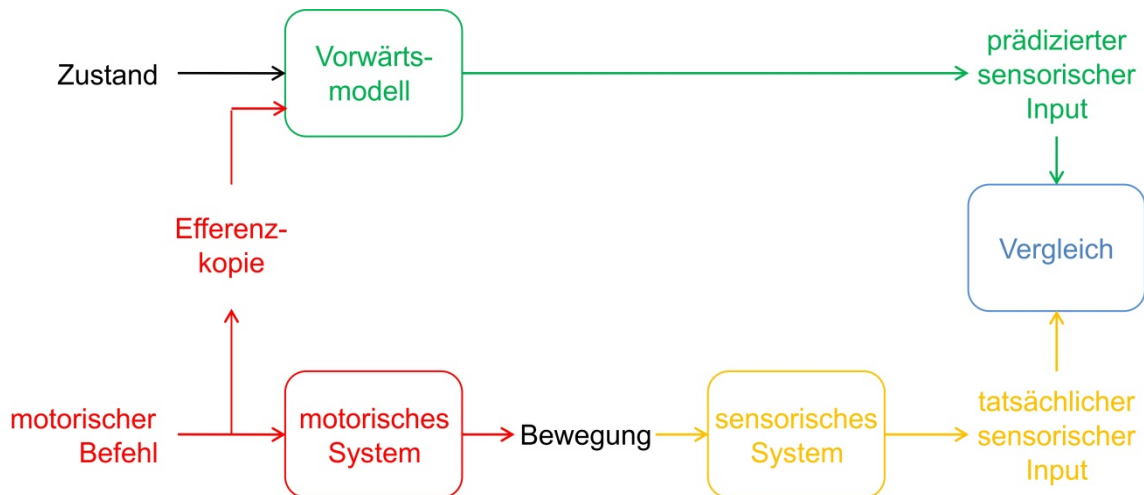 Zustand
Vorwärts-
modell
prädizierter
sensorischer
Input
Efferenz-
kopie
Vergleich
motorischer
Befehl
motorisches
System
Bewegung
sensorisches
System
tatsächlicher
sensorischer
Input